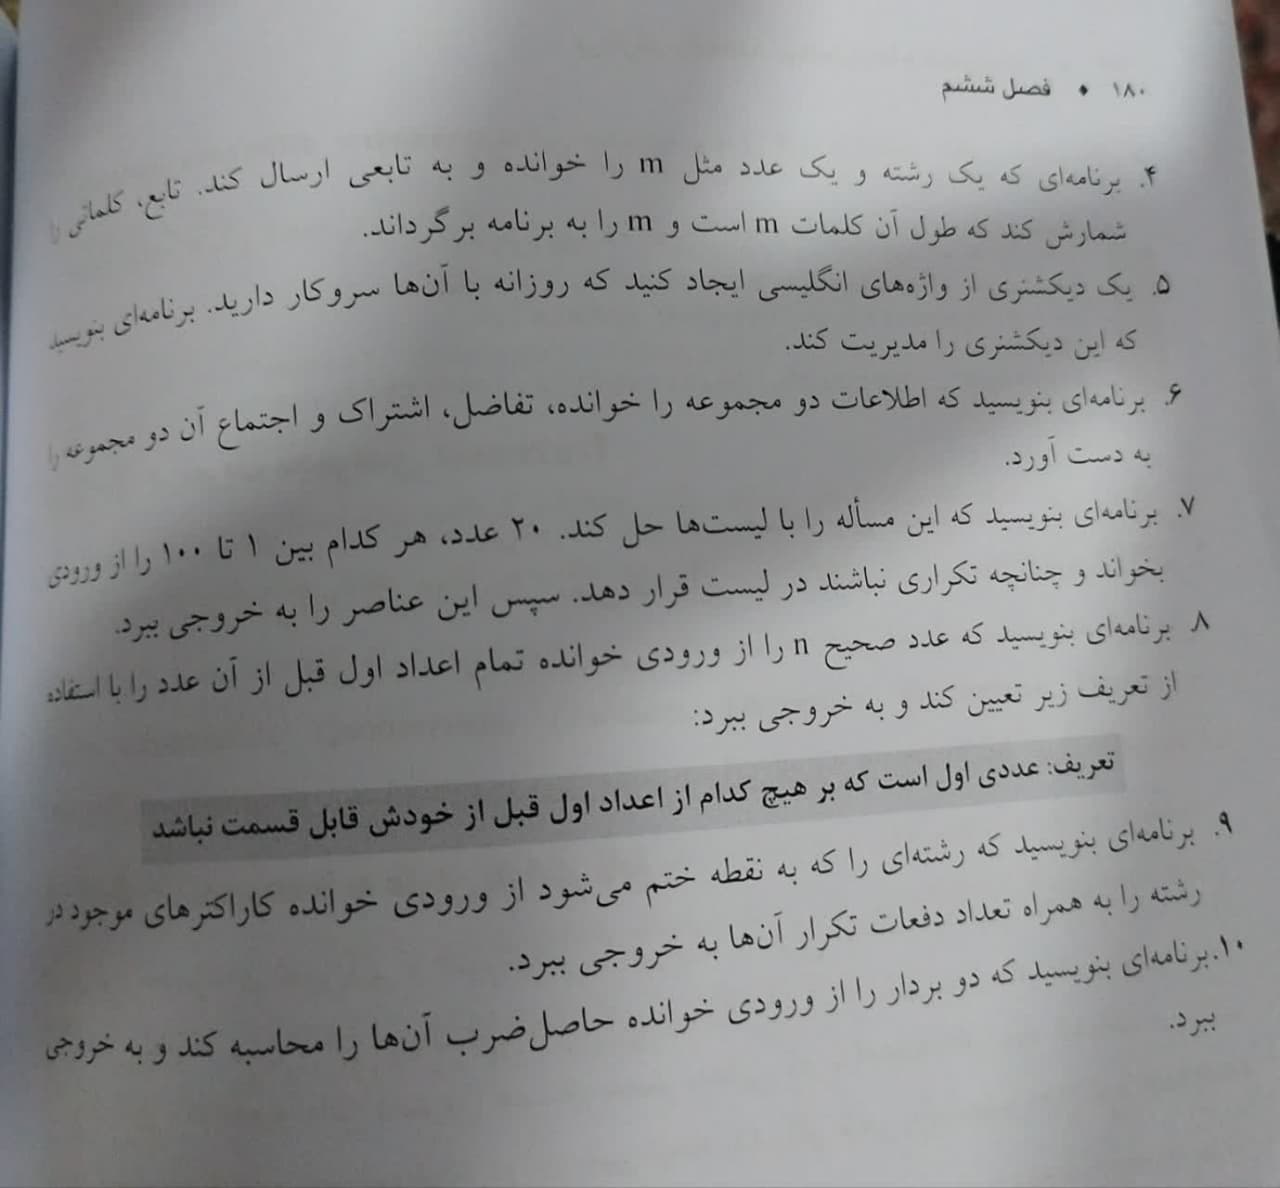 ۱۸۰ ♦ فصل ششم
۴. برنامه‌ای که یک رشته و یک عدد مثل m را خوانده و به تابعی ارسال کند. تابع، کلماتی را
شمارش کند که طول آن کلمات m است و m را به برنامه برگرداند.
۵. یک دیکشنری از واژه‌های انگلیسی ایجاد کنید که روزانه با آن‌ها سروکار دارید. برنامه‌ای بنویسید
که این دیکشنری را مدیریت کند.
۶. برنامه‌ای بنویسید که اطلاعات دو مجموعه را خوانده، تفاضل، اشتراک و اجتماع آن دو مجموعه را
به دست آورد.
۷. برنامه‌ای بنویسید که این مسأله را با لیست‌ها حل کند. ۲۰ عدد، هر کدام بین ۱ تا ۱۰۰ را از ورودی
بخواند و چنانچه تکراری نباشند در لیست قرار دهد. سپس این عناصر را به خروجی ببرد.
۸. برنامه‌ای بنویسید که عدد صحیح n را از ورودی خوانده تمام اعداد اول قبل از آن عدد را با استفاده
از تعریف زیر تعیین کند و به خروجی ببرد:
تعریف: عددی اول است که بر هیچ کدام از اعداد اول قبل از خودش قابل قسمت نباشد
۹. برنامه‌ای بنویسید که رشته‌ای را که به نقطه ختم می‌شود از ورودی خوانده کاراکترهای موجود در
رشته را به همراه تعداد دفعات تکرار آن‌ها به خروجی ببرد.
۱۰. برنامه‌ای بنویسید که دو بردار را از ورودی خوانده حاصل‌ضرب آن‌ها را محاسبه کند و به خروجی
ببرد.